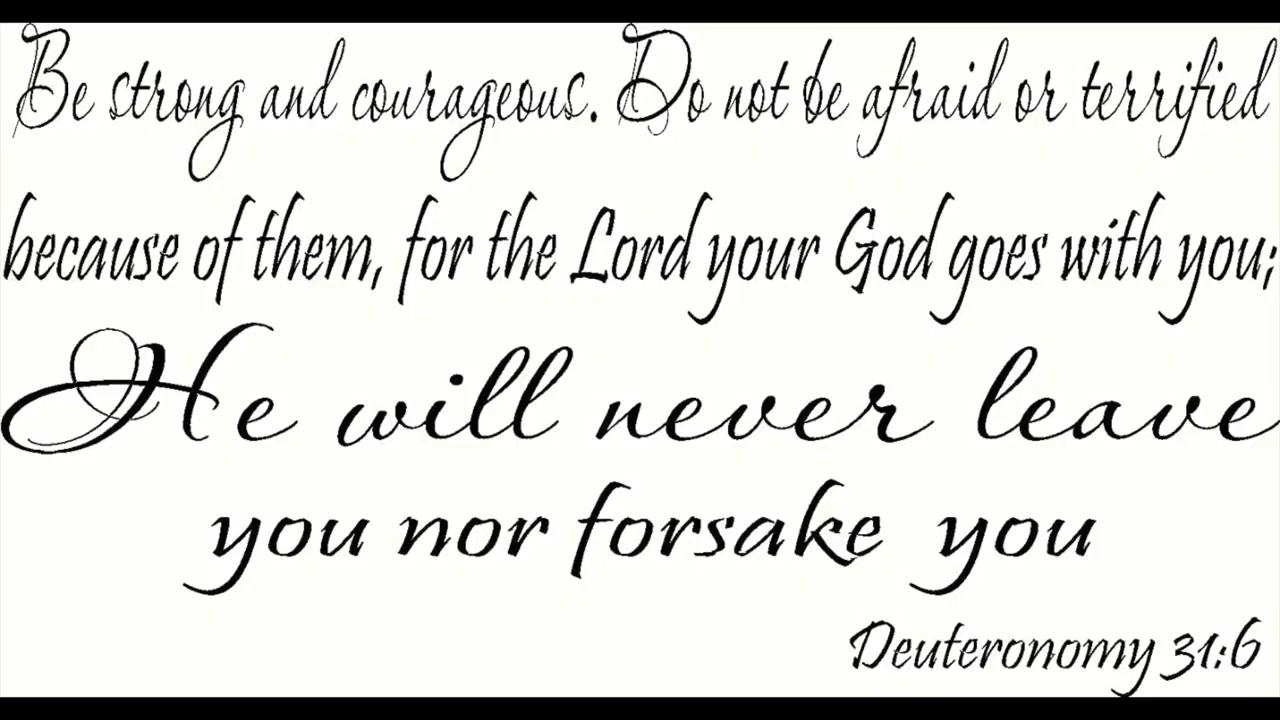 Be strong and courageous. Do not be afraid or terrified
because of them, for the Lord your God goes with you;
He will never leave
you nor forsake you
Deuteronomy 31:6